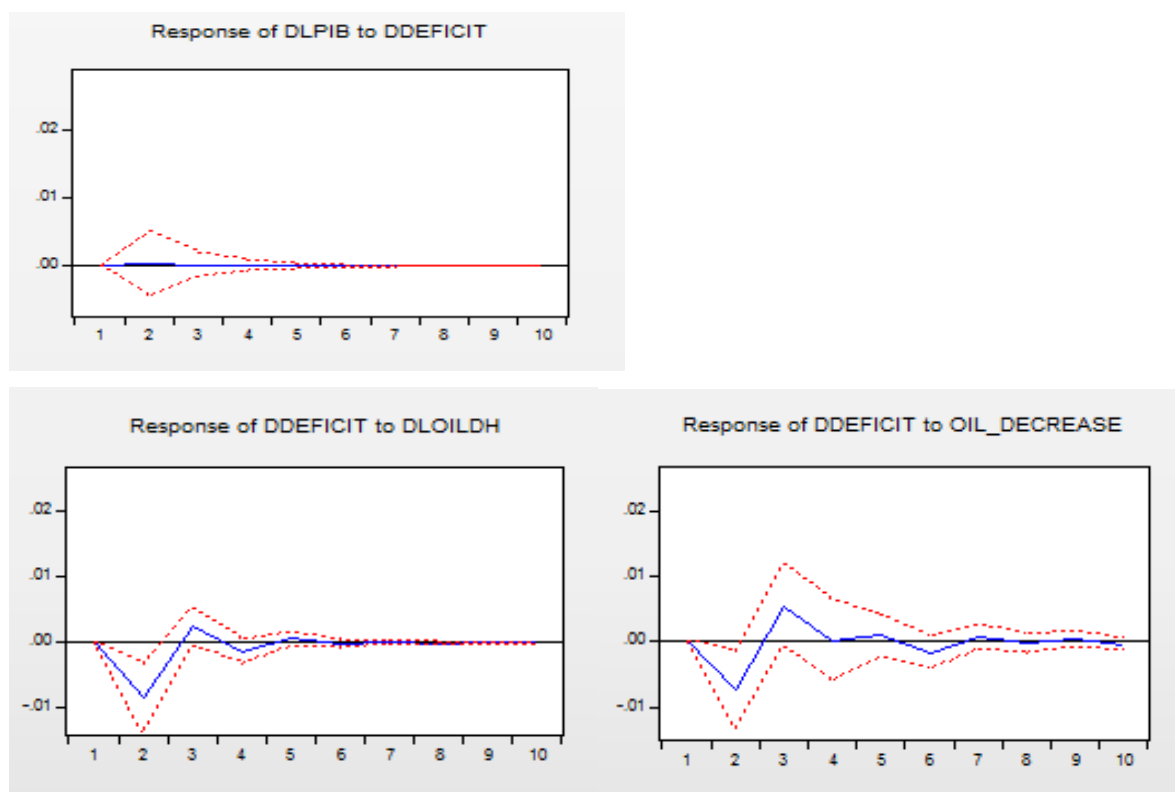 Response of DLPIB to DDEFICIT
.02
.01
.00
1 2 3 4 5 6 7 8 9 10
Response of DDEFICIT to DLOILDH
.02
.01
.00
-.01
1 2 3 4 5 6 7 8 9 10
Response of DDEFICIT to OIL_DECREASE
.02
.01
.00
-.01
1 2 3 4 5 6 7 8 9 10